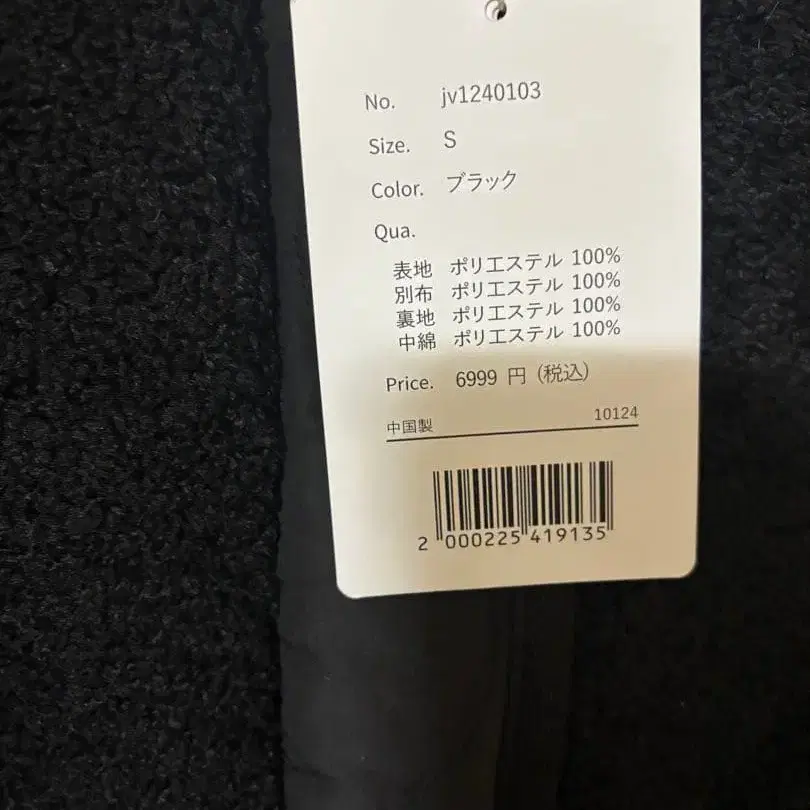 No. jv1240103
Size. S
Color. ブラック
Qua.
表地 ポリエステル 100%
別布 ポリエステル 100%
裏地 ポリエステル 100%
中綿 ポリエステル 100%
Price. 6999 円 (税込)
中国製 10124
2 000225 419135